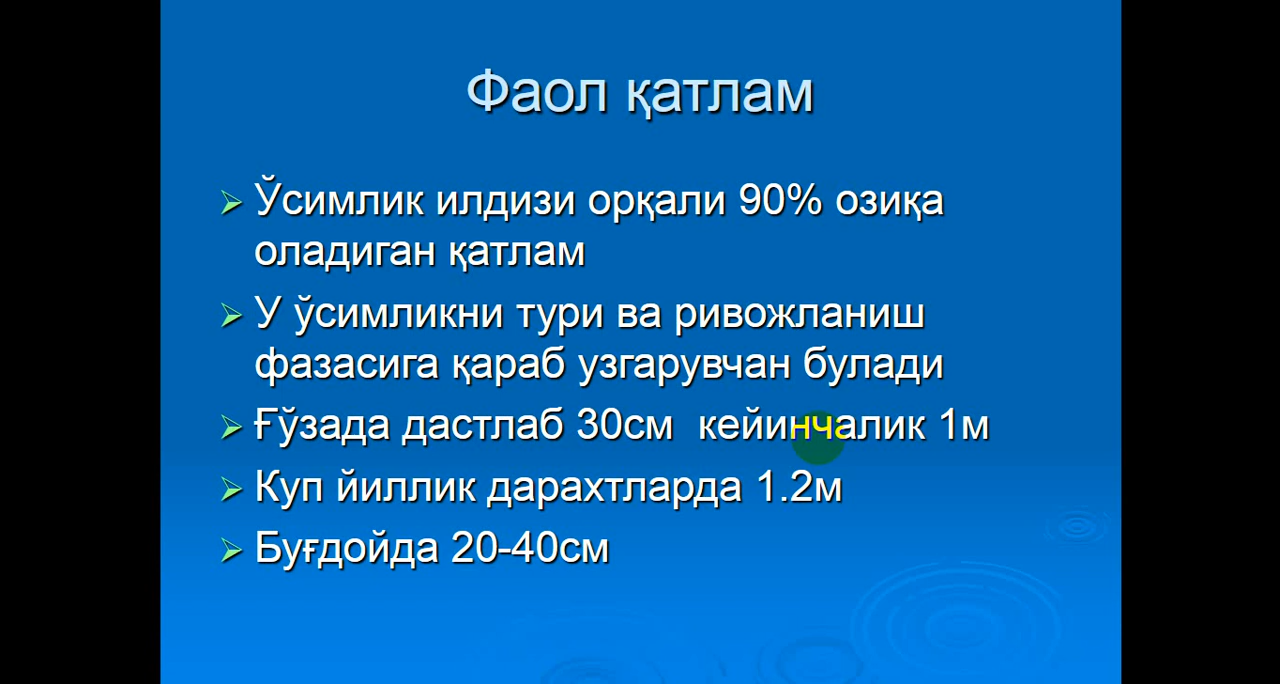 Фаол қатлам
Ўсимлик илдизи орқали 90% озиқа
оладиган қатлам
У ўсимликни тури ва ривожланиш
фазасига қараб узгарувчан булади
Ғўзада дастлаб 30см кейинчалик 1м
Куп йиллик дарахтларда 1.2м
Буғдойда 20-40см